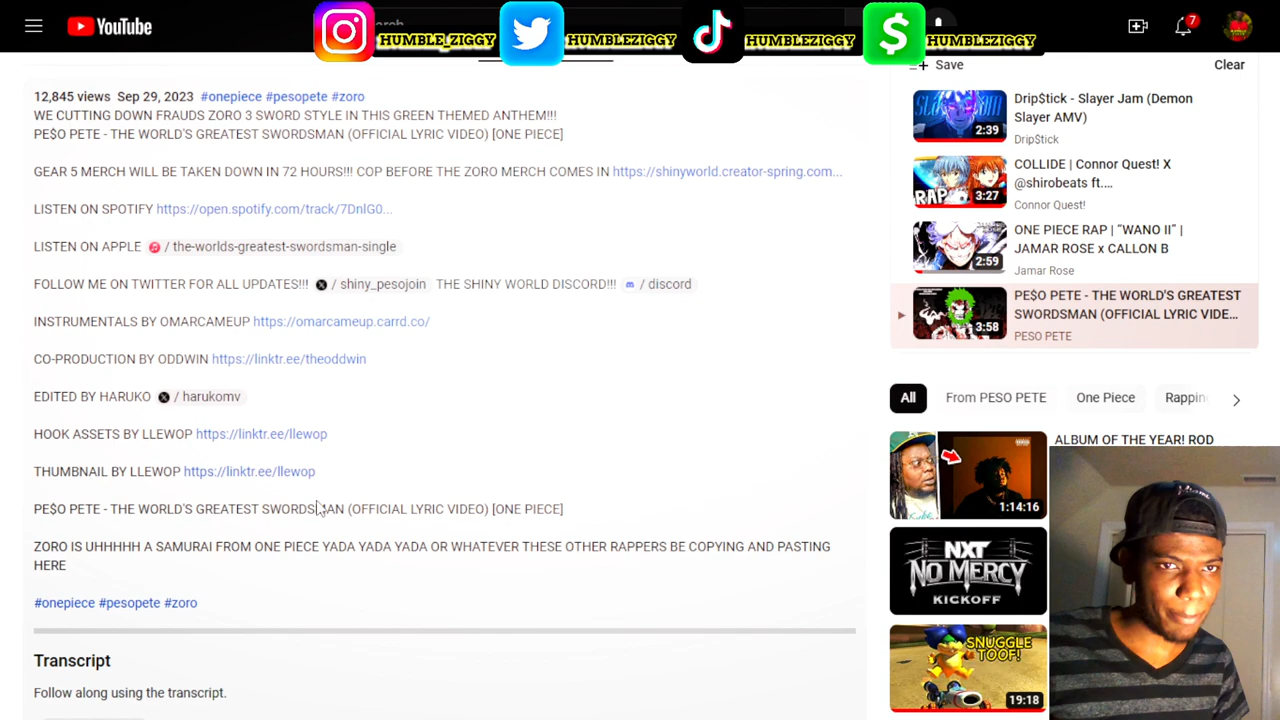 YouTube
HUMBLE_ZIGGY
HUMBLEZIGGY
HUMBLEZIGGY
HUMBLEZIGGY
7
12,845 views Sep 29, 2023 #onepiece #pesopete #zoro
WE CUTTING DOWN FRAUDS ZORO 3 SWORD STYLE IN THIS GREEN THEMED ANTHEM!!!
PE$O PETE - THE WORLD'S GREATEST SWORDSMAN (OFFICIAL LYRIC VIDEO) [ONE PIECE]
GEAR 5 MERCH WILL BE TAKEN DOWN IN 72 HOURS!!! COP BEFORE THE ZORO MERCH COMES IN https://shinyworld.creator-spring.com...
LISTEN ON SPOTIFY https://open.spotify.com/track/7DnlG0...
LISTEN ON APPLE / the-worlds-greatest-swordsman-single
FOLLOW ME ON TWITTER FOR ALL UPDATES!!! X / shiny_pesojoin THE SHINY WORLD DISCORD!!! / discord
INSTRUMENTALS BY OMARCAMEUP https://omarcameup.carrd.co/
CO-PRODUCTION BY ODDWIN https://linktr.ee/theoddwin
EDITED BY HARUKO X / harukomv
HOOK ASSETS BY LLEWOP https://linktr.ee/llewop
THUMBNAIL BY LLEWOP https://linktr.ee/llewop
PE$O PETE - THE WORLD'S GREATEST SWORDSMAN (OFFICIAL LYRIC VIDEO) [ONE PIECE]
ZORO IS UHHHHH A SAMURAI FROM ONE PIECE YADA YADA YADA OR WHATEVER THESE OTHER RAPPERS BE COPYING AND PASTING
HERE
#onepiece #pesopete #zoro
Transcript
Follow along using the transcript.
Save
Clear
Drip$tick - Slayer Jam (Demon
Slayer AMV)
Drip$tick
2:39
COLLIDE | Connor Quest! X
@shirobeats ft....
Connor Quest!
RAP
3:27
ONE PIECE RAP | "WANO II" |
JAMAR ROSE x CALLON B
Jamar Rose
2:59
PE$O PETE - THE WORLD'S GREATEST
SWORDSMAN (OFFICIAL LYRIC VIDE...
PESO PETE
3:58
All
From PESO PETE
One Piece
Rappin
ALBUM OF THE YEAR! ROD
1:14:16
NXT
NO MERCY
KICKOFF
SNUGGLE
TOOF!
19:18